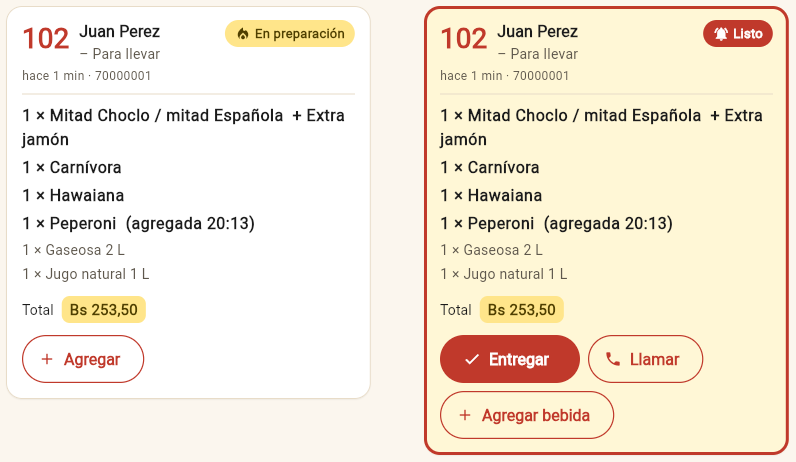 102 Juan Perez
En preparación
– Para llevar
hace 1 min · 70000001
1 × Mitad Choclo / mitad Española + Extra
jamón
1 × Carnívora
1 × Hawaiana
1 × Peperoni (agregada 20:13)
1 × Gaseosa 2 L
1 × Jugo natural 1 L
Total Bs 253,50
+ Agregar
102 Juan Perez
Listo
– Para llevar
hace 1 min · 70000001
1 × Mitad Choclo / mitad Española + Extra
jamón
1 × Carnívora
1 × Hawaiana
1 × Peperoni (agregada 20:13)
1 × Gaseosa 2 L
1 × Jugo natural 1 L
Total Bs 253,50
Entregar
Llamar
+ Agregar bebida